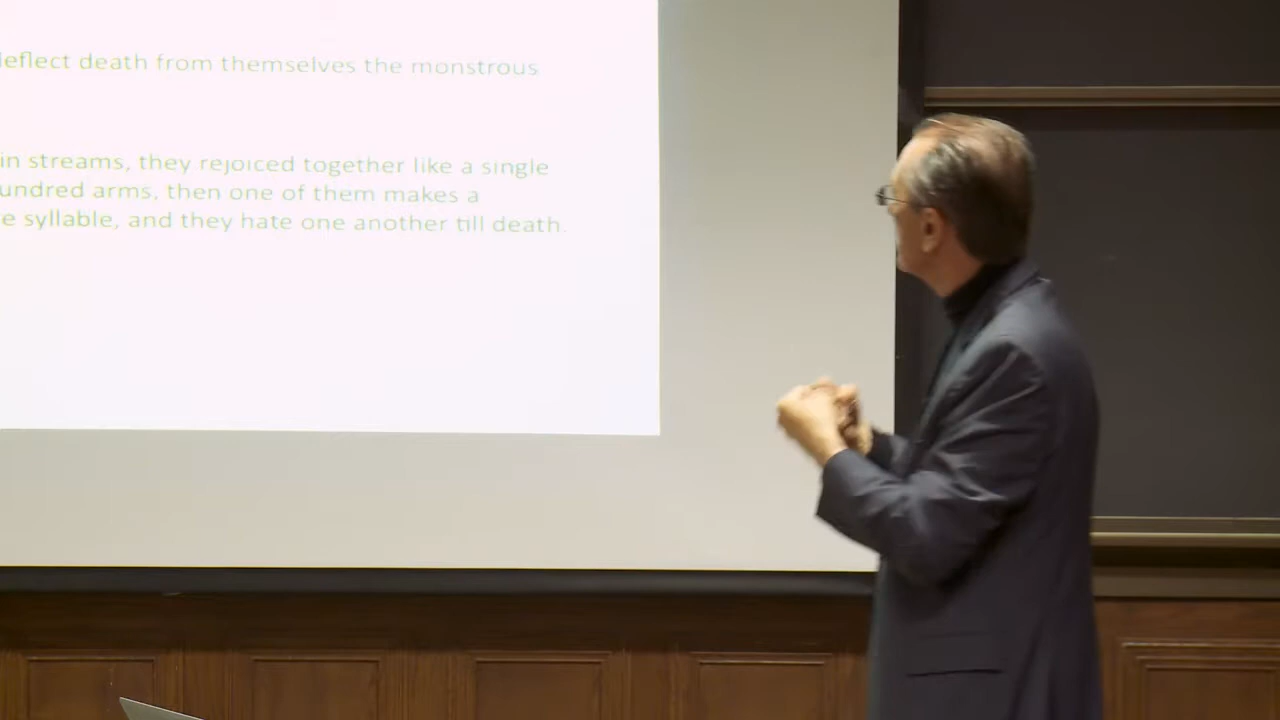 deflect death from themselves the monstrous
in streams, they rejoiced together like a single
undred arms, then one of them makes a
e syllable, and they hate one another till death.